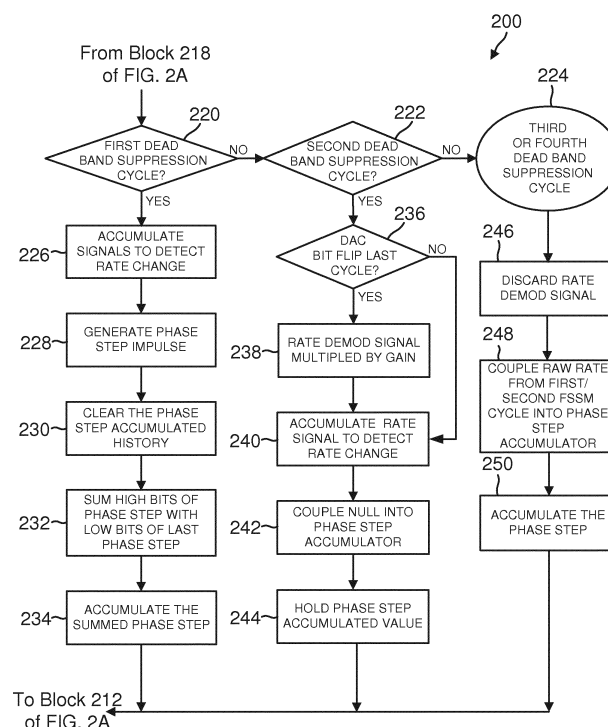 200
From Block 218
of FIG. 2A
220
FIRST DEAD
BAND SUPPRESSION
CYCLE?
NO
YES
222
SECOND DEAD
BAND SUPPRESSION
CYCLE?
NO
YES
224
THIRD
OR FOURTH
DEAD BAND
SUPPRESSION
CYCLE
226
ACCUMULATE
SIGNALS TO DETECT
RATE CHANGE
228
GENERATE PHASE
STEP IMPULSE
230
CLEAR THE PHASE
STEP ACCUMULATED
HISTORY
232
SUM HIGH BITS OF
PHASE STEP WITH
LOW BITS OF LAST
PHASE STEP
234
ACCUMULATE THE
SUMMED PHASE STEP
236
DAC
BIT FLIP LAST
CYCLE?
NO
YES
238
RATE DEMOD SIGNAL
MULTIPLED BY GAIN
240
ACCUMULATE RATE
SIGNAL TO DETECT
RATE CHANGE
242
COUPLE NULL INTO
PHASE STEP
ACCUMULATOR
244
HOLD PHASE STEP
ACCUMULATED VALUE
246
DISCARD RATE
DEMOD SIGNAL
248
COUPLE RAW RATE
FROM FIRST/
SECOND FSSM
CYCLE INTO PHASE
STEP
ACCUMULATOR
250
ACCUMULATE THE
PHASE STEP
To Block 212
of FIG. 2A